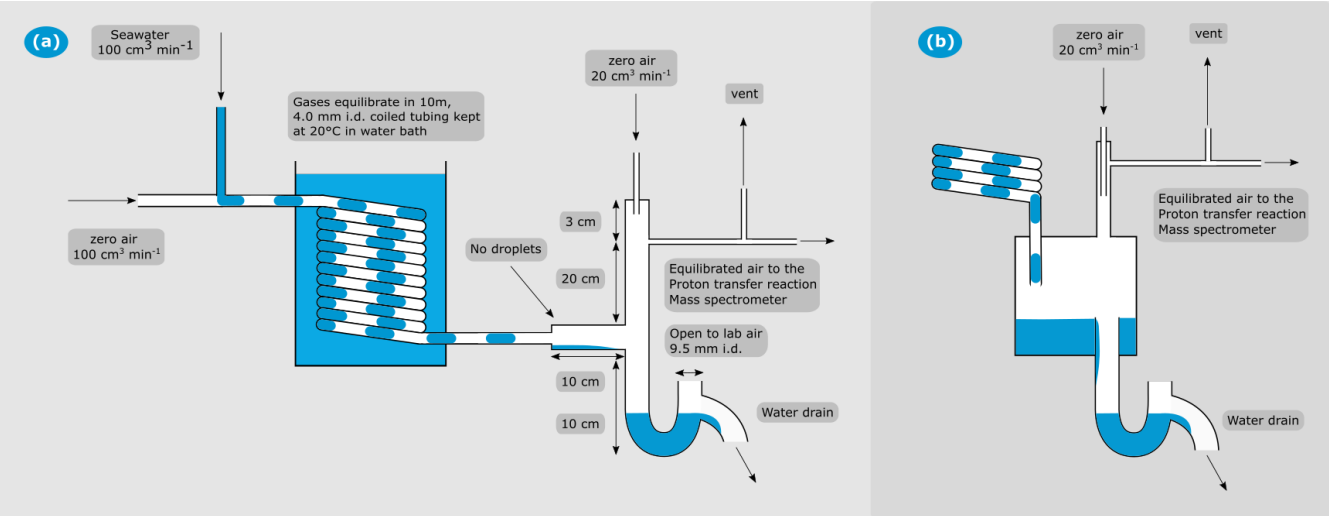 (a)
Seawater
100 cm³ min⁻¹
zero air
100 cm³ min⁻¹
Gases equilibrate in 10m,
4.0 mm i.d. coiled tubing kept
at 20°C in water bath
No droplets
zero air
20 cm³ min⁻¹
vent
3 cm
20 cm
Equilibrated air to the
Proton transfer reaction
Mass spectrometer
Open to lab air
9.5 mm i.d.
10 cm
10 cm
Water drain
(b)
zero air
20 cm³ min⁻¹
vent
Equilibrated air to the
Proton transfer reaction
Mass spectrometer
Water drain